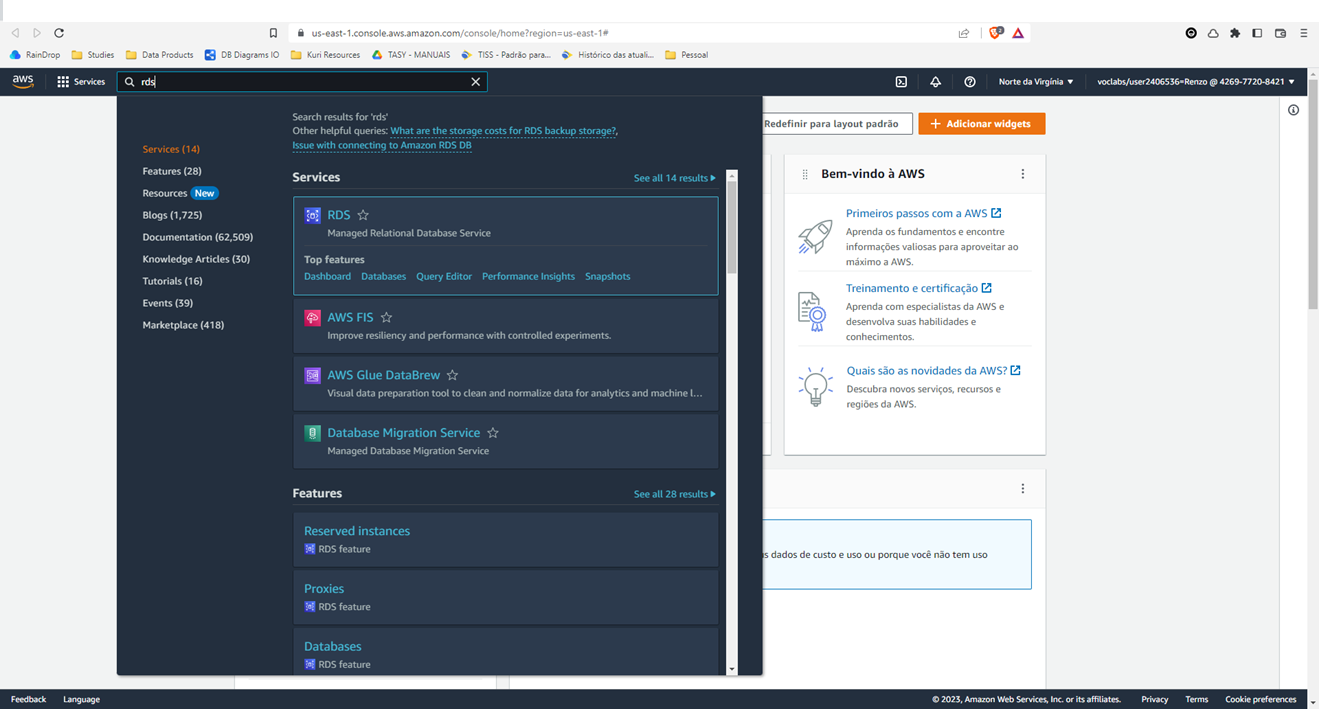 us-east-1.console.aws.amazon.com/console/home?region=us-east-1#
RainDrop
Studies
Data Products
DB Diagrams IO
Kuri Resources
TASY - MANUAIS
TISS - Padrão para...
Histórico das atuali...
Pessoal
aws
Services
rds
Norte da Virgínia
voclabs/user2406536=Renzo @ 4269-7720-8421
Search results for 'rds'
Other helpful queries: What are the storage costs for RDS backup storage?,
Issue with connecting to Amazon RDS DB
Services (14)
Features (28)
Resources New
Blogs (1,725)
Documentation (62,509)
Knowledge Articles (30)
Tutorials (16)
Events (39)
Marketplace (418)
Services
See all 14 results
RDS
Managed Relational Database Service
Top features
Dashboard Databases Query Editor Performance Insights Snapshots
AWS FIS
Improve resiliency and performance with controlled experiments.
AWS Glue DataBrew
Visual data preparation tool to clean and normalize data for analytics and machine l...
Database Migration Service
Managed Database Migration Service
Features
See all 28 results
Reserved instances
RDS feature
Proxies
RDS feature
Databases
RDS feature
Redefinir para layout padrão
Adicionar widgets
Bem-vindo à AWS
Primeiros passos com a AWS
Aprenda os fundamentos e encontre
informações valiosas para aproveitar ao
máximo a AWS.
Treinamento e certificação
Aprenda com especialistas da AWS e
desenvolva suas habilidades e
conhecimentos.
Quais são as novidades da AWS?
Descubra novos serviços, recursos e
regiões da AWS.
s dados de custo e uso ou porque você não tem uso
Feedback
Language
© 2023, Amazon Web Services, Inc. or its affiliates.
Privacy
Terms
Cookie preferences